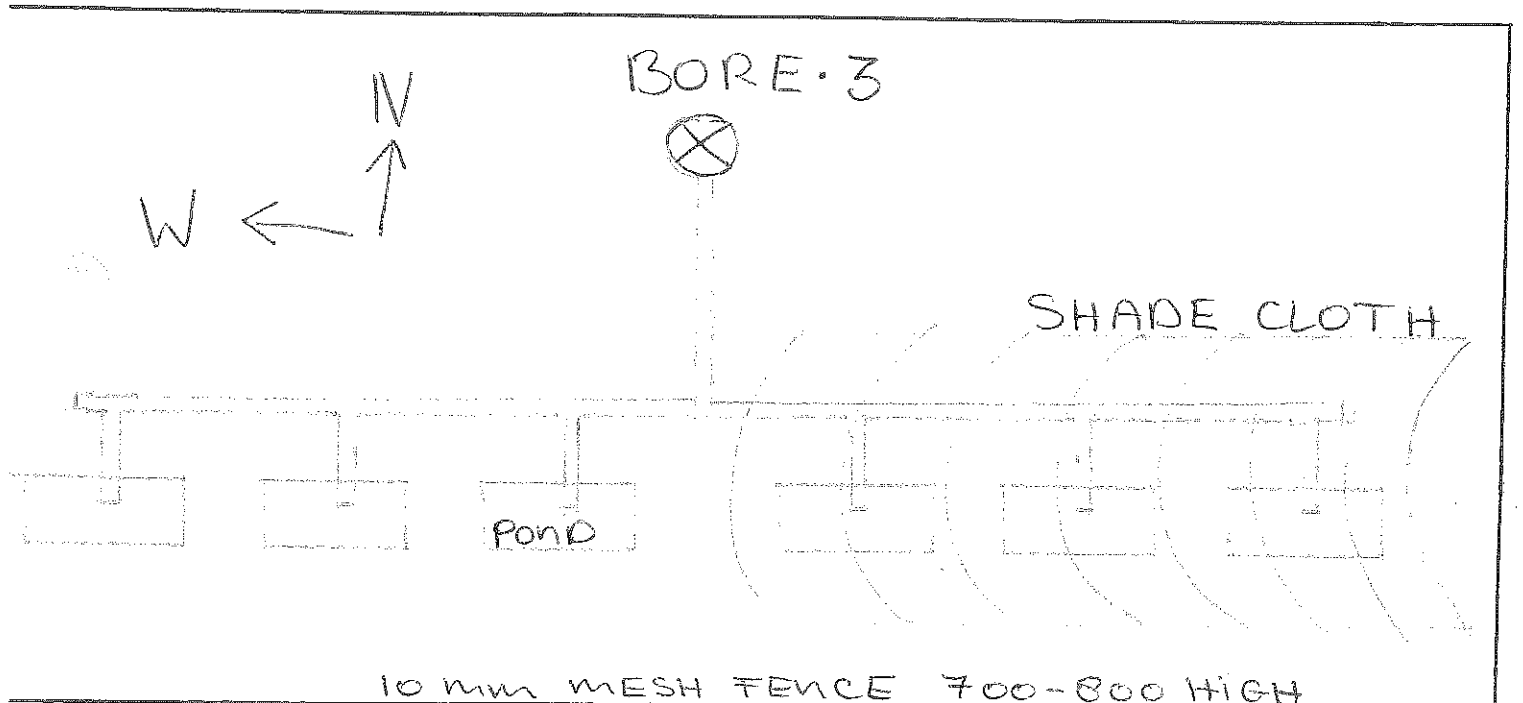 BORE.3
N
W
SHADE CLOTH
POND
10 mm MESH FENCE 700-800 HIGH